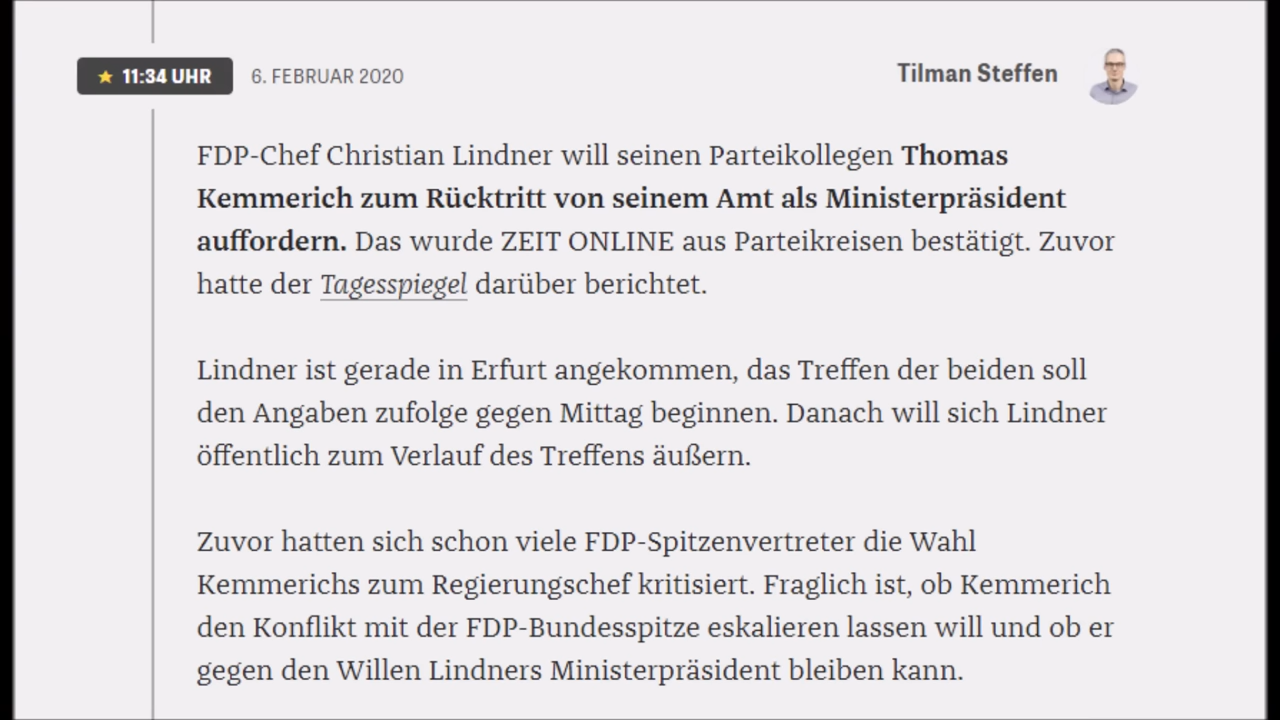 ★ 11:34 UHR 6. FEBRUAR 2020 Tilman Steffen
FDP-Chef Christian Lindner will seinen Parteikollegen Thomas
Kemmerich zum Rücktritt von seinem Amt als Ministerpräsident
auffordern. Das wurde ZEIT ONLINE aus Parteikreisen bestätigt. Zuvor
hatte der Tagesspiegel darüber berichtet.
Lindner ist gerade in Erfurt angekommen, das Treffen der beiden soll
den Angaben zufolge gegen Mittag beginnen. Danach will sich Lindner
öffentlich zum Verlauf des Treffens äußern.
Zuvor hatten sich schon viele FDP-Spitzenvertreter die Wahl
Kemmerichs zum Regierungschef kritisiert. Fraglich ist, ob Kemmerich
den Konflikt mit der FDP-Bundesspitze eskalieren lassen will und ob er
gegen den Willen Lindners Ministerpräsident bleiben kann.